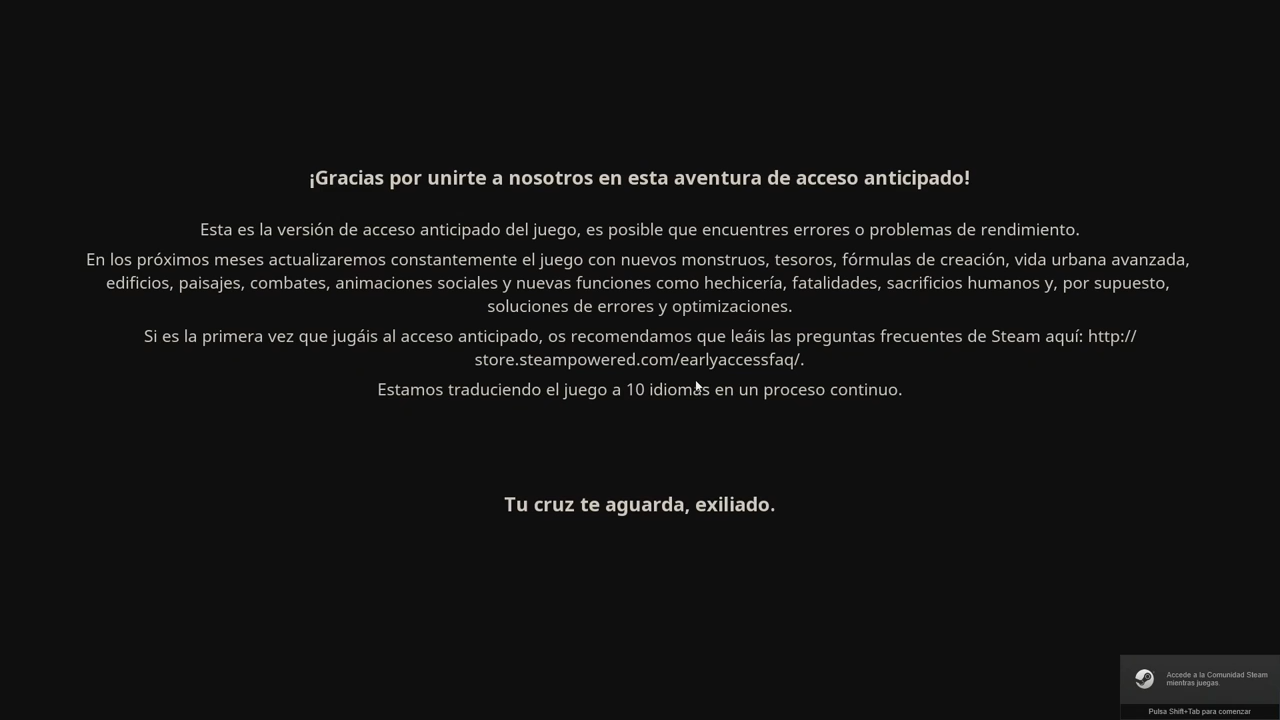 ¡Gracias por unirte a nosotros en esta aventura de acceso anticipado!
Esta es la versión de acceso anticipado del juego, es posible que encuentres errores o problemas de rendimiento.
En los próximos meses actualizaremos constantemente el juego con nuevos monstruos, tesoros, fórmulas de creación, vida urbana avanzada,
edificios, paisajes, combates, animaciones sociales y nuevas funciones como hechicería, fatalidades, sacrificios humanos y, por supuesto,
soluciones de errores y optimizaciones.
Si es la primera vez que jugáis al acceso anticipado, os recomendamos que leáis las preguntas frecuentes de Steam aquí: http://
store.steampowered.com/earlyaccessfaq/.
Estamos traduciendo el juego a 10 idiomas en un proceso continuo.
Tu cruz te aguarda, exiliado.
Accede a la Comunidad Steam
mientras juegas.
Pulsa Shift+Tab para comenzar